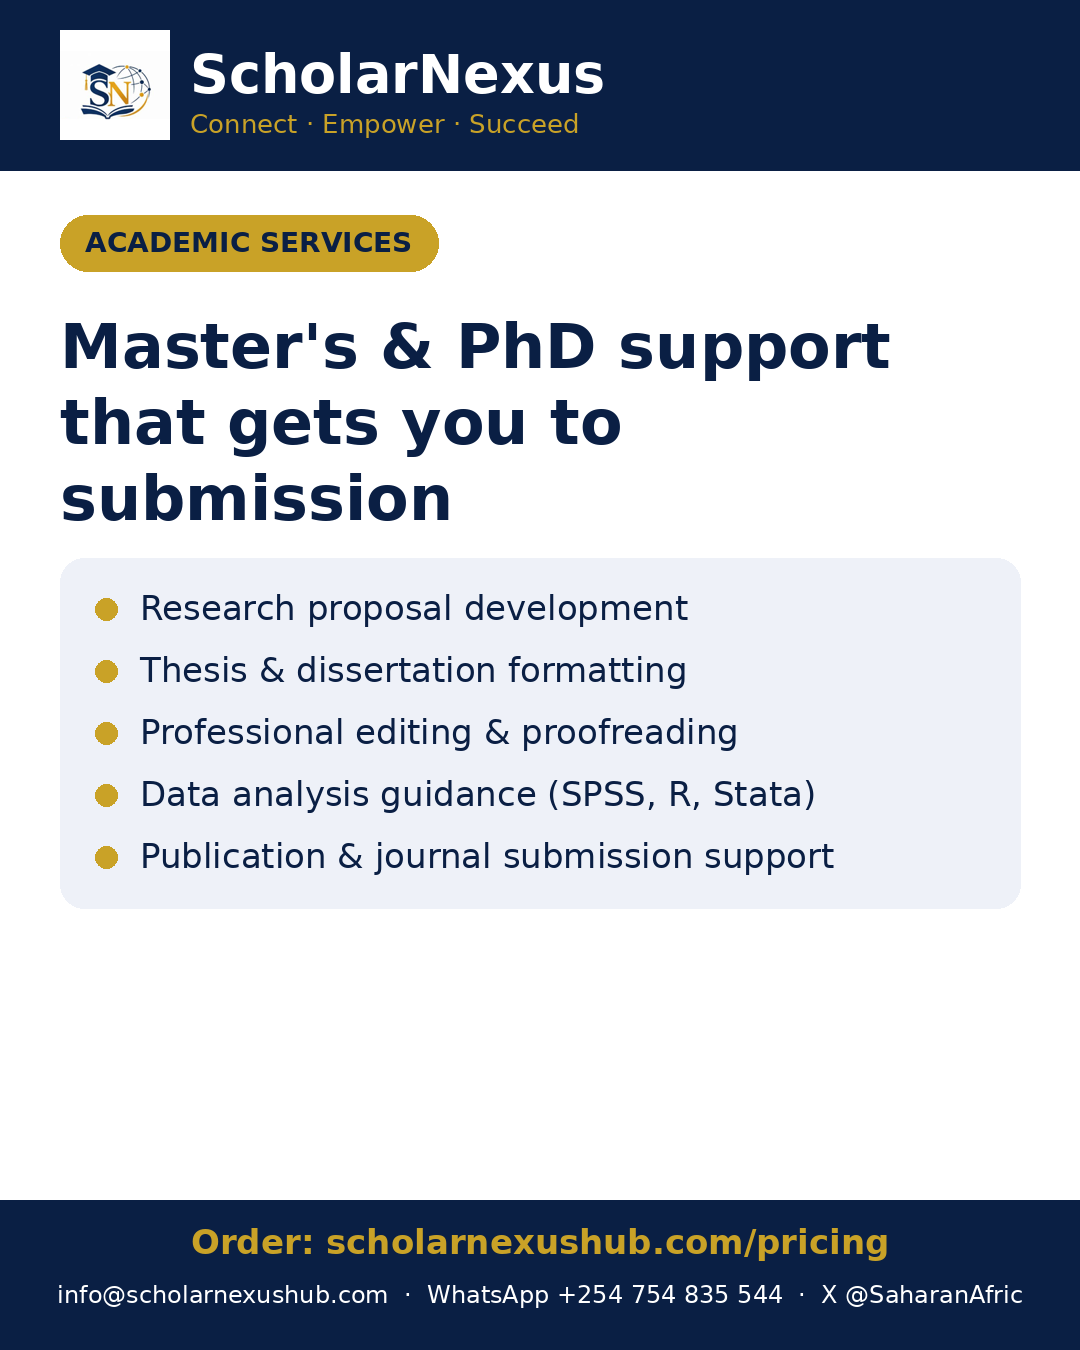 SN
ScholarNexus
Connect · Empower · Succeed
ACADEMIC SERVICES
Master's & PhD support
that gets you to
submission
Research proposal development
Thesis & dissertation formatting
Professional editing & proofreading
Data analysis guidance (SPSS, R, Stata)
Publication & journal submission support
Order: scholarnexushub.com/pricing
info@scholarnexushub.com · WhatsApp +254 754 835 544 · X @SaharanAfric